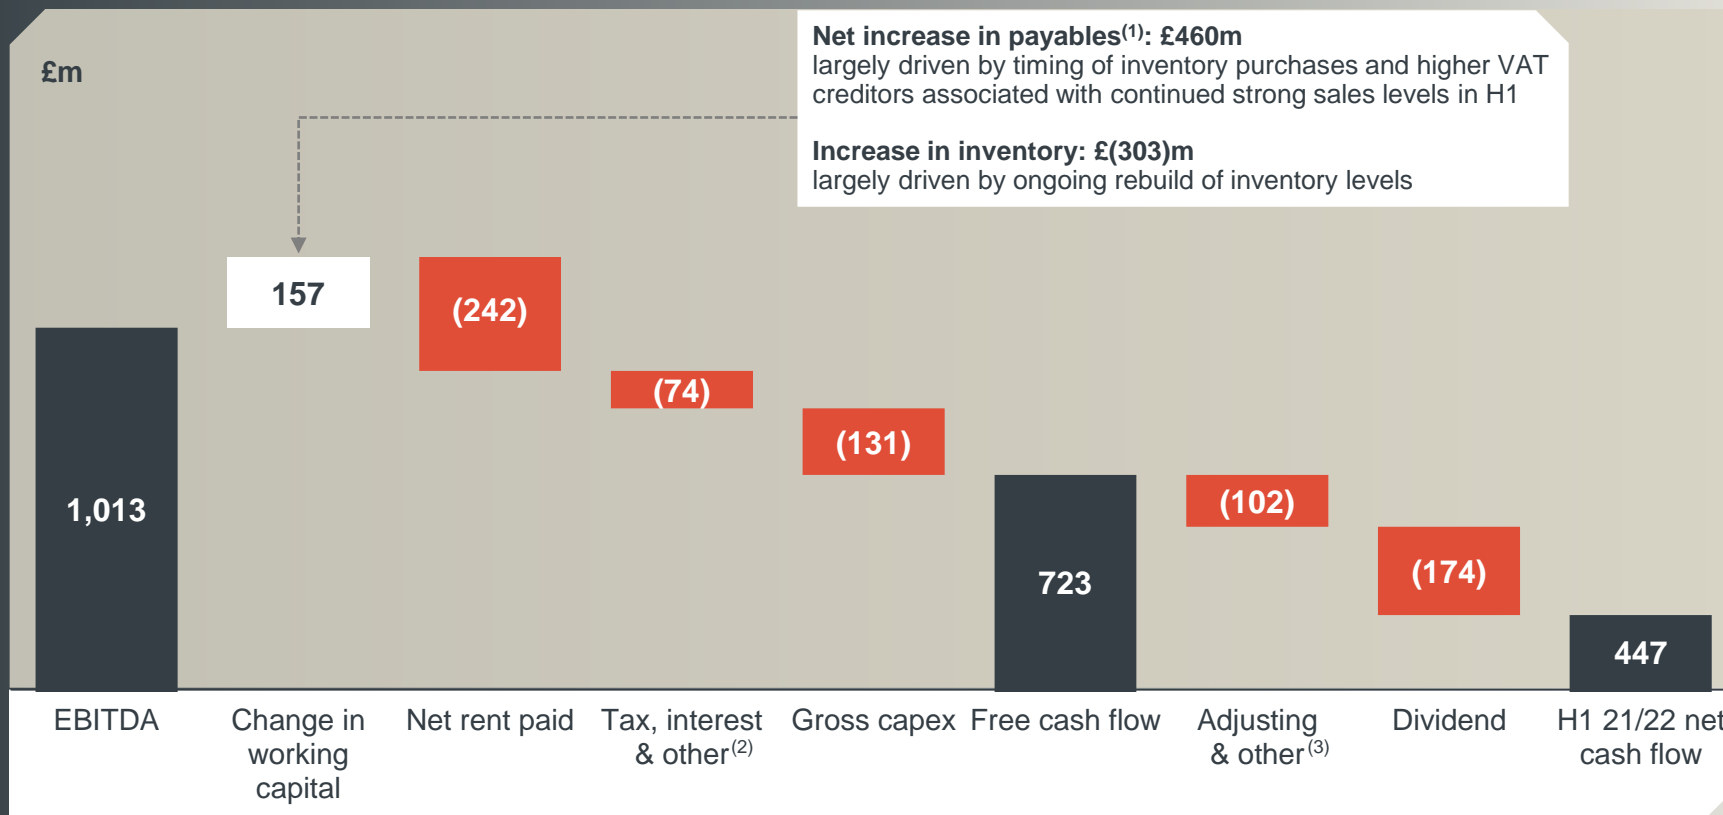 £m
Net increase in payables(1): £460m
largely driven by timing of inventory purchases and higher VAT
creditors associated with continued strong sales levels in H1
Increase in inventory: £(303)m
largely driven by ongoing rebuild of inventory levels
1,013
157
(242)
(74)
(131)
723
(102)
(174)
447
EBITDA
Change in
working
capital
Net rent paid
Tax, interest
& other(2)
Gross capex
Free cash flow
Adjusting
& other(3)
Dividend
H1 21/22 net
cash flow